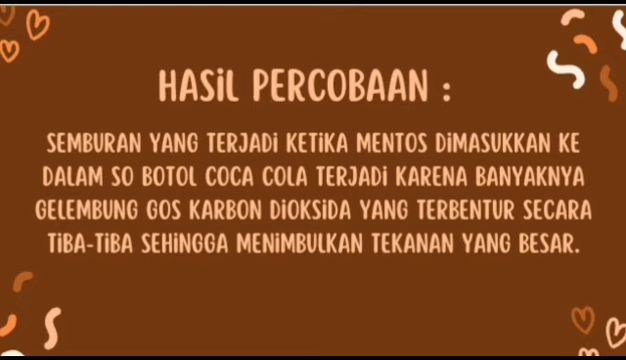 HASIL PERCOBAAN :
SEMBURAN YANG TERJADI KETIKA MENTOS DIMASUKKAN KE
DALAM SO BOTOL COCA COLA TERJADI KARENA BANYAKNYA
GELEMBUNG GOS KARBON DIOKSIDA YANG TERBENTUR SECARA
TIBA-TIBA SEHINGGA MENIMBULKAN TEKANAN YANG BESAR.